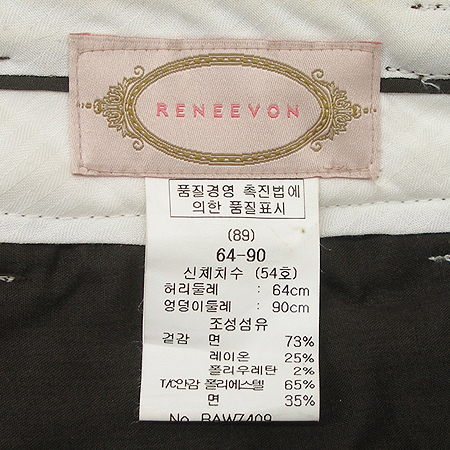 RENEEVON
품질경영 촉진법에
의한 품질표시
(89)
64-90
신체치수 (54호)
허리둘레 : 64cm
엉덩이둘레 : 90cm
조성섬유
겉감 면 73%
레이온 25%
폴리우레탄 2%
T/C안감 폴리에스텔 65%
면 35%
No. BAWZ409